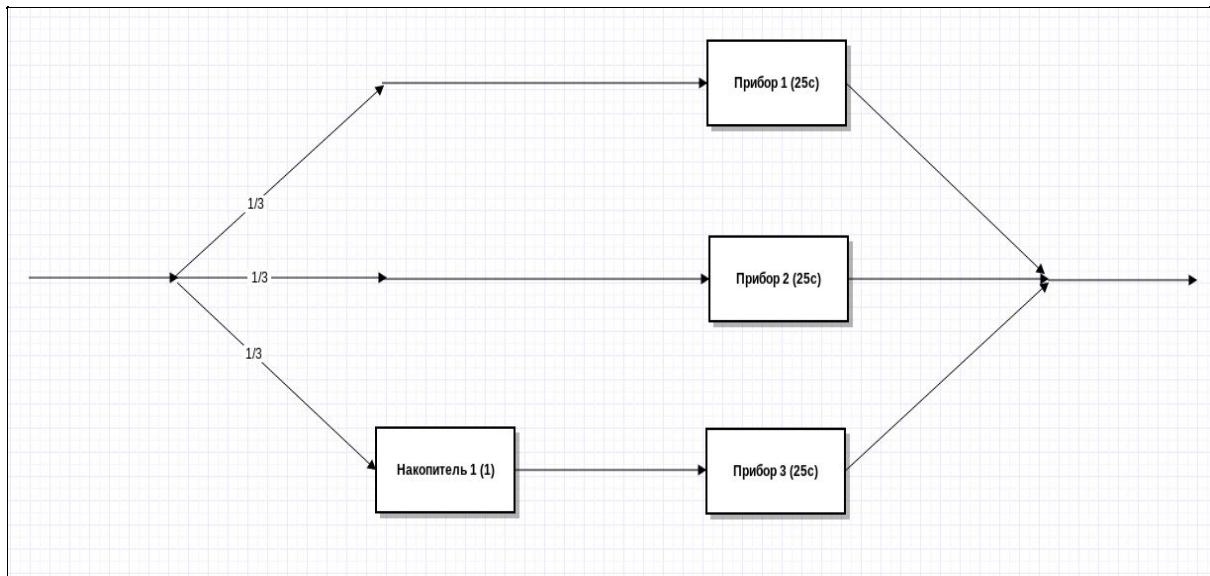 Прибор 1 (25с)
1/3
1/3
Прибор 2 (25с)
1/3
Накопитель 1 (1)
Прибор 3 (25с)